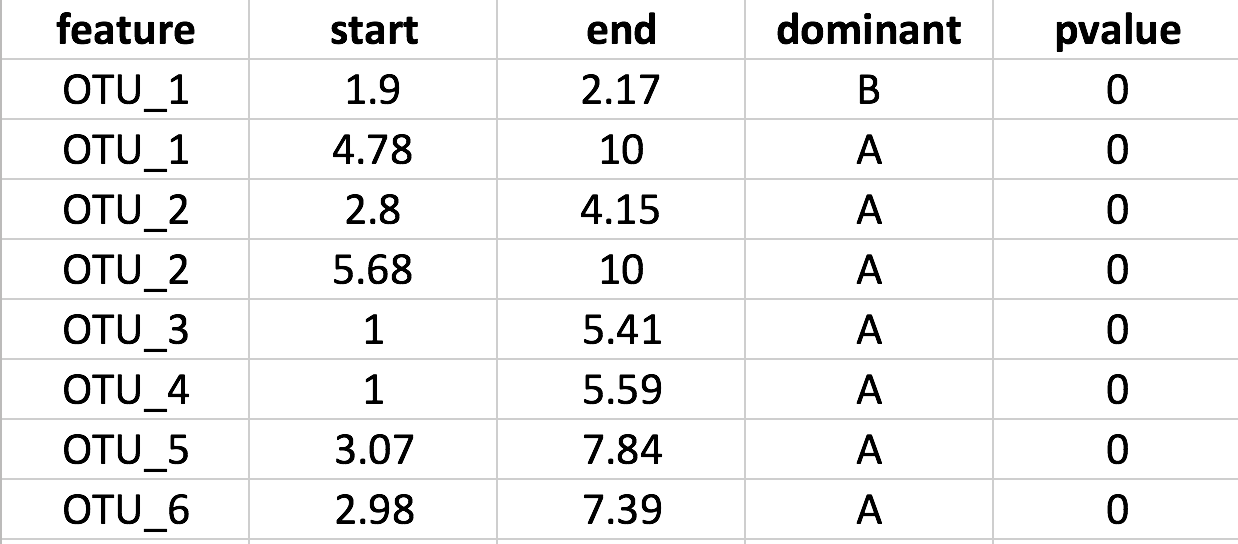 feature start end dominant pvalue
OTU_1 1.9 2.17 B 0
OTU_1 4.78 10 A 0
OTU_2 2.8 4.15 A 0
OTU_2 5.68 10 A 0
OTU_3 1 5.41 A 0
OTU_4 1 5.59 A 0
OTU_5 3.07 7.84 A 0
OTU_6 2.98 7.39 A 0